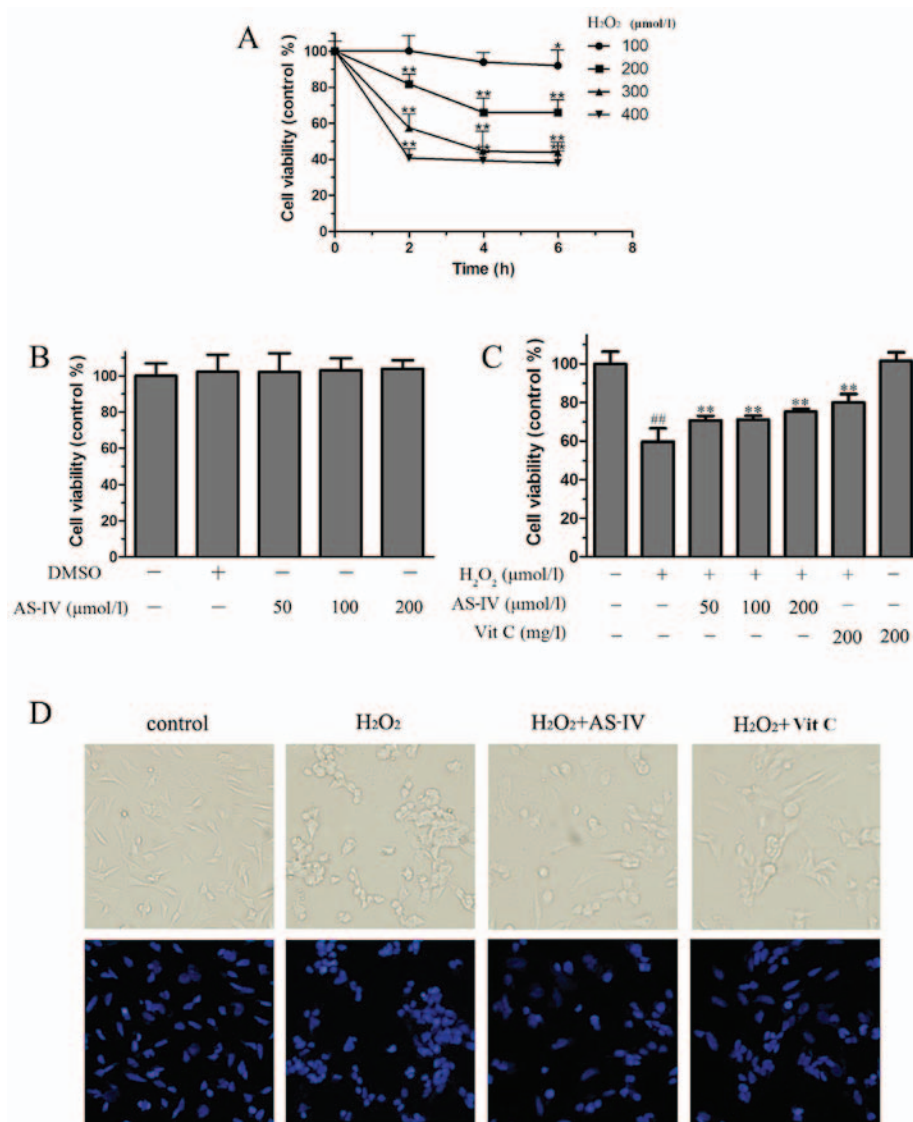 A
H2O2 (μmol/l)
100
200
300
400
Cell viability (control %)
100
80
60
40
20
0
*
** ** **
** ** **
** ** **
0 2 4 6 8
Time (h)
B
Cell viability (control %)
100
80
60
40
20
0
DMSO − + − − −
AS-IV (μmol/l) − − 50 100 200
C
Cell viability (control %)
100
80
60
40
20
0
## ** ** ** **
H2O2 (μmol/l) − + + + + + −
AS-IV (μmol/l) − − 50 100 200 − −
Vit C (mg/l) − − − − − 200 200
D
control H2O2 H2O2+AS-IV H2O2+Vit C